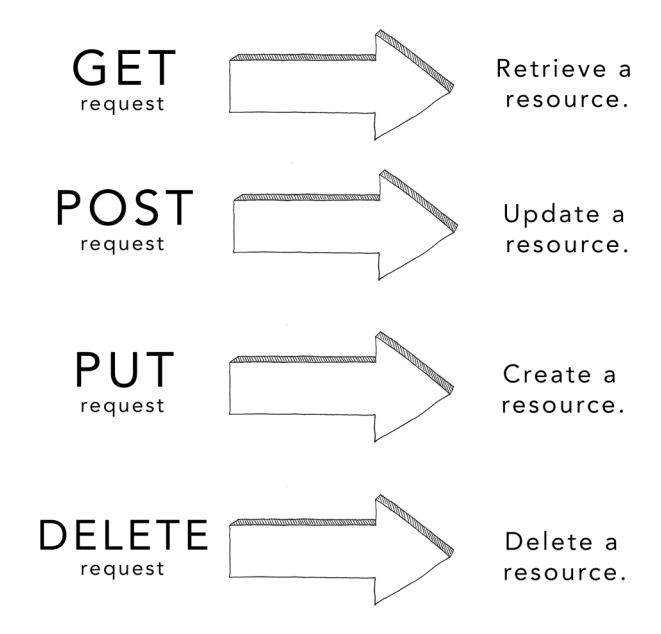 GET
request
Retrieve a
resource.
POST
request
Update a
resource.
PUT
request
Create a
resource.
DELETE
request
Delete a
resource.